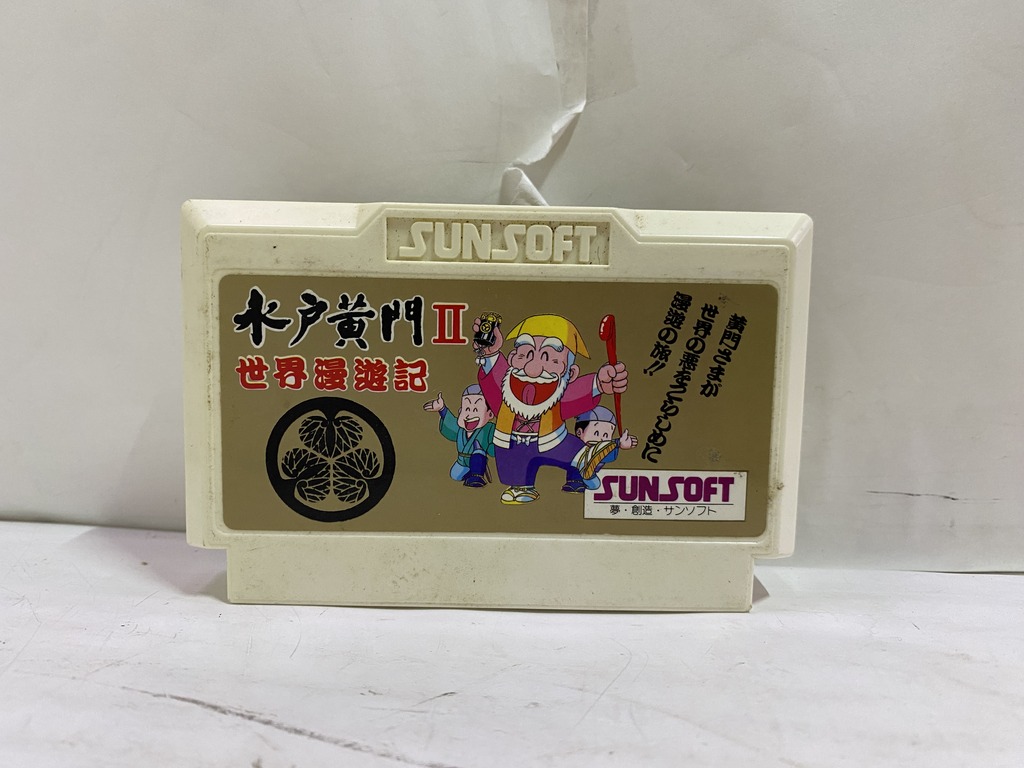 SUNSOFT
水戸黄門II
世界漫遊記
黄門さまが
世界の悪をこらしめに
漫遊の旅!!
SUNSOFT
夢・創造・サンソフト